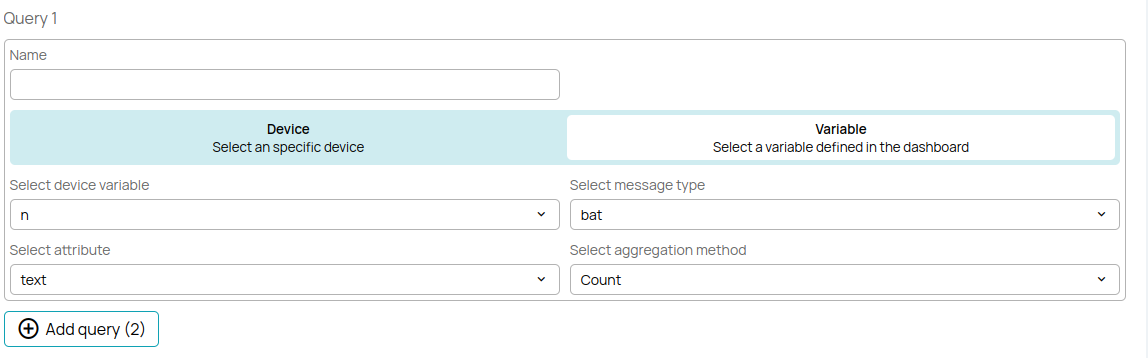 Query 1
Name
Device
Select an specific device
Variable
Select a variable defined in the dashboard
Select device variable
Select message type
n
bat
Select attribute
Select aggregation method
text
Count
Add query (2)